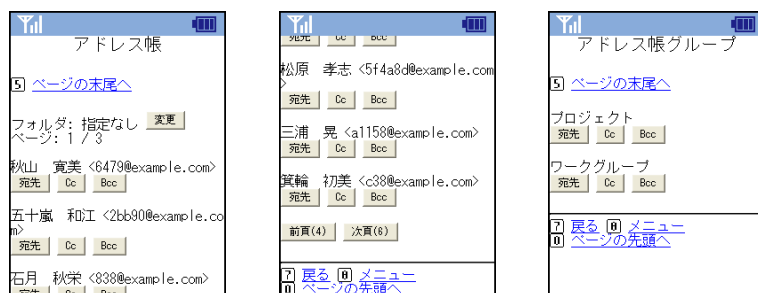 アドレス帳
5 ページの末尾へ
フォルダ: 指定なし 変更
ページ: 1 / 3
秋山 寛美 <6479@example.com>
宛先 Cc Bcc
五十嵐 和江 <2bb90@example.co
m>
宛先 Cc Bcc
石月 秋栄 <838@example.com>
宛先 Cc Bcc
宛先 Cc Bcc
松原 孝志 <5f4a8d@example.com
>
宛先 Cc Bcc
三浦 晃 <a1158@example.com>
宛先 Cc Bcc
箕輪 初美 <c38@example.com>
宛先 Cc Bcc
前頁(4) 次頁(6)
7 戻る 8 メニュー
0 ページの先頭へ
アドレス帳グループ
5 ページの末尾へ
プロジェクト
宛先 Cc Bcc
ワークグループ
宛先 Cc Bcc
7 戻る 8 メニュー
0 ページの先頭へ